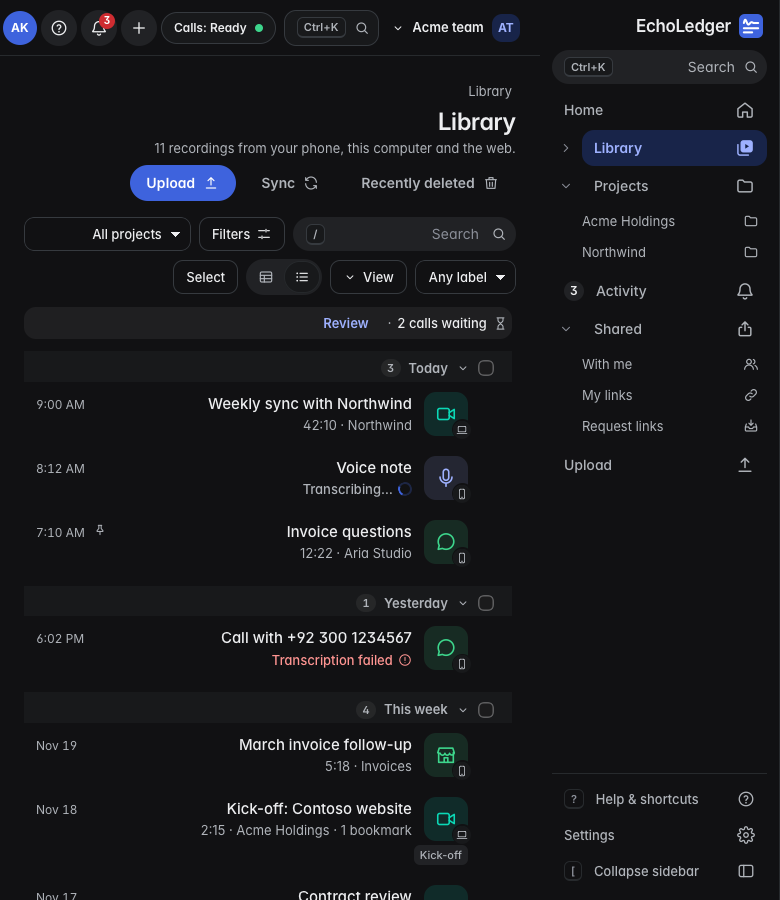 AK
3
Calls: Ready
Ctrl+K
Acme team
AT
EchoLedger
Ctrl+K
Search
Home
Library
Projects
Acme Holdings
Northwind
3
Activity
Shared
With me
My links
Request links
Upload
? Help & shortcuts
Settings
[ Collapse sidebar
Library
Library
11 recordings from your phone, this computer and the web.
Upload
Sync
Recently deleted
All projects
Filters
/ Search
Select
View
Any label
Review · 2 calls waiting
3 Today
9:00 AM
Weekly sync with Northwind
42:10 · Northwind
8:12 AM
Voice note
Transcribing...
7:10 AM
Invoice questions
12:22 · Aria Studio
1 Yesterday
6:02 PM
Call with +92 300 1234567
Transcription failed
4 This week
Nov 19
March invoice follow-up
5:18 · Invoices
Nov 18
Kick-off: Contoso website
2:15 · Acme Holdings · 1 bookmark
Kick-off
Nov 17
Contract review